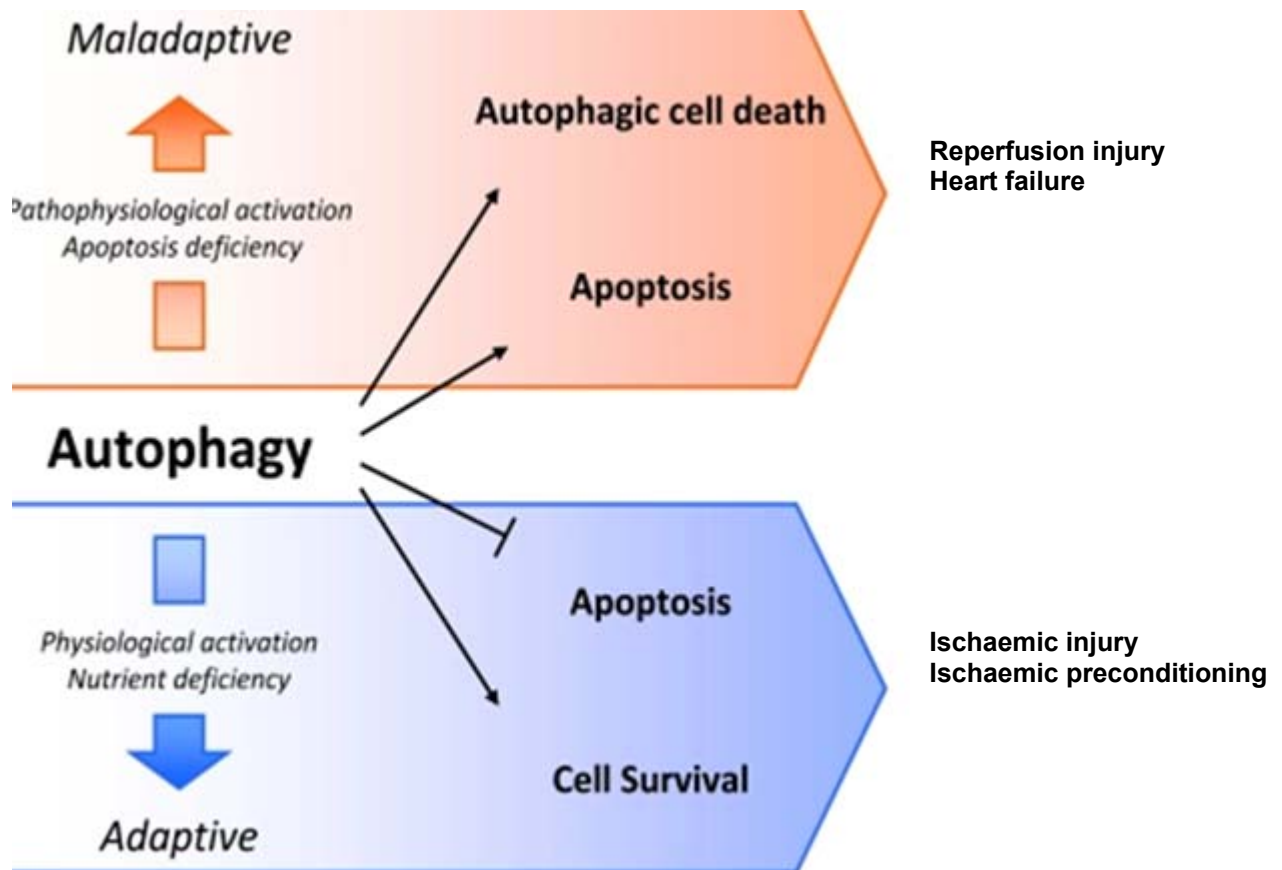 Maladaptive
Autophagic cell death
Reperfusion injury
Heart failure
Pathophysiological activation
Apoptosis deficiency
Apoptosis
Autophagy
Apoptosis
Physiological activation
Nutrient deficiency
Ischaemic injury
Ischaemic preconditioning
Cell Survival
Adaptive